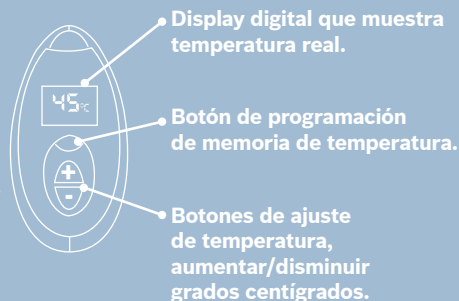 Display digital que muestra
temperatura real.
45°C
Botón de programación
de memoria de temperatura.
+
-
Botones de ajuste
de temperatura,
aumentar/disminuir
grados centígrados.